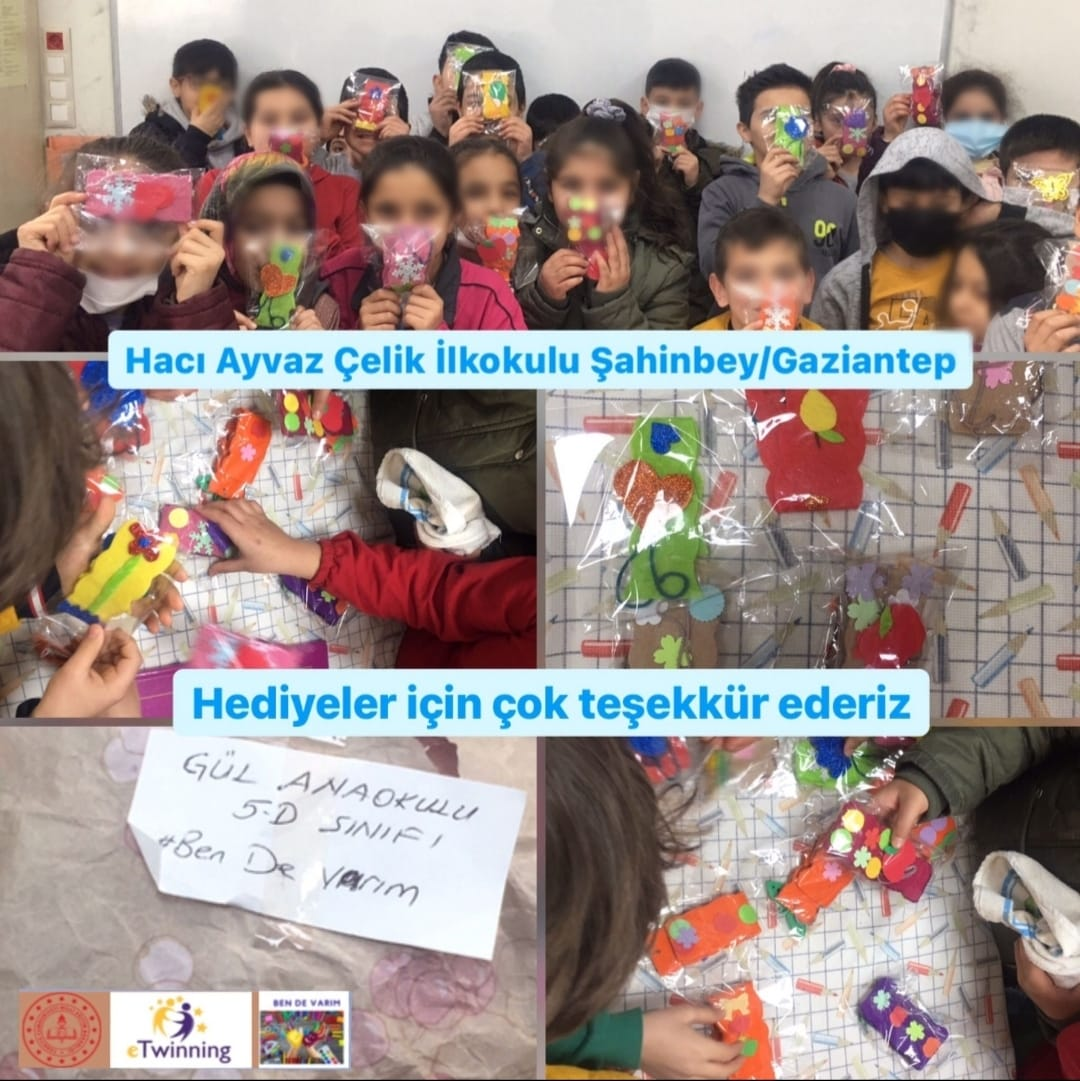 Hacı Ayvaz Çelik İlkokulu Şahinbey/Gaziantep
Hediyeler için çok teşekkür ederiz
GÜL ANAOKULU
5-D SINIFI
#Ben De Varım
eTwinning
BEN DE VARIM